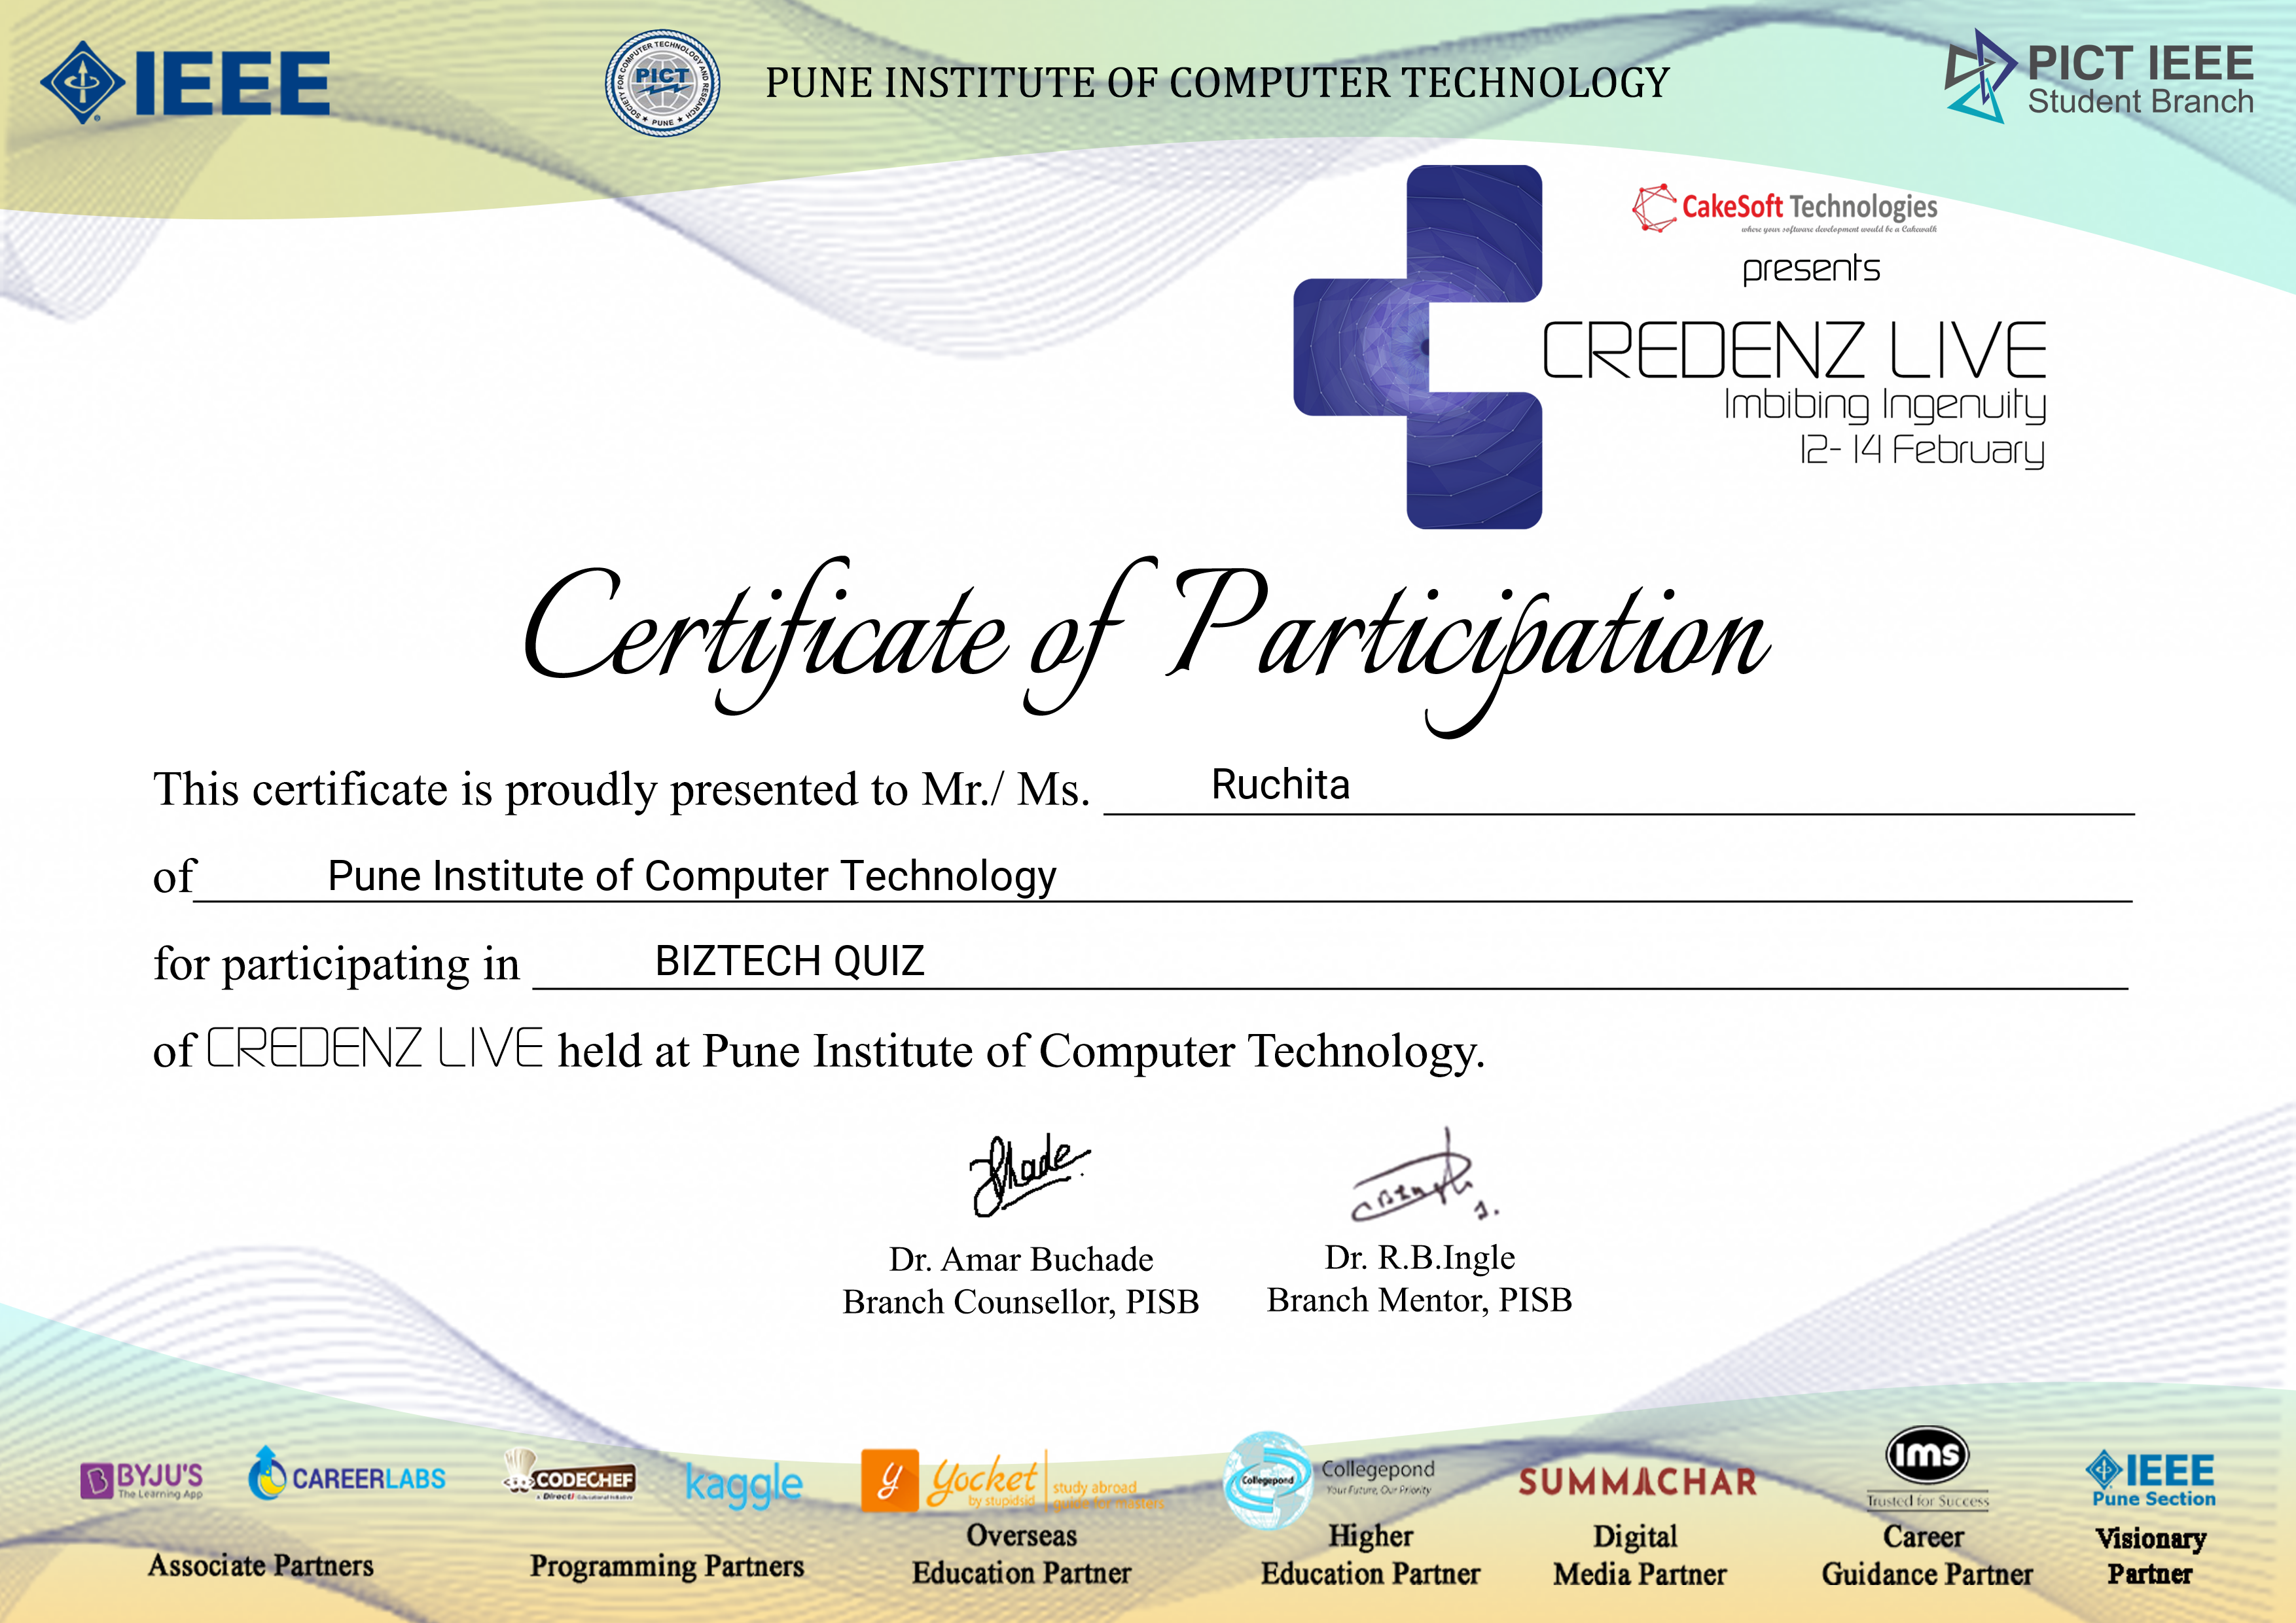 IEEE
SOCIETY FOR COMPUTER TECHNOLOGY AND RESEARCH
PICT
★ PUNE ★
PUNE INSTITUTE OF COMPUTER TECHNOLOGY
PICT IEEE
Student Branch
CakeSoft Technologies
where your software development would be a Cakewalk
presents
CREDENZ LIVE
Imbibing Ingenuity
12- 14 February
Certificate of Participation
This certificate is proudly presented to Mr./ Ms. Ruchita
of Pune Institute of Computer Technology
for participating in BIZTECH QUIZ
of CREDENZ LIVE held at Pune Institute of Computer Technology.
Dr. Amar Buchade
Branch Counsellor, PISB
Dr. R.B.Ingle
Branch Mentor, PISB
BYJU'S
The Learning App
CAREERLABS
Associate Partners
CODECHEF
a Directi Educational Initiative
kaggle
Programming Partners
y
yocket
by stupidsid
study abroad
guide for masters
Overseas
Education Partner
Collegepond
Collegepond
Your Future, Our Priority
Higher
Education Partner
SUMMACHAR
Digital
Media Partner
ims
Trusted for Success
Career
Guidance Partner
IEEE
Pune Section
Visionary
Partner